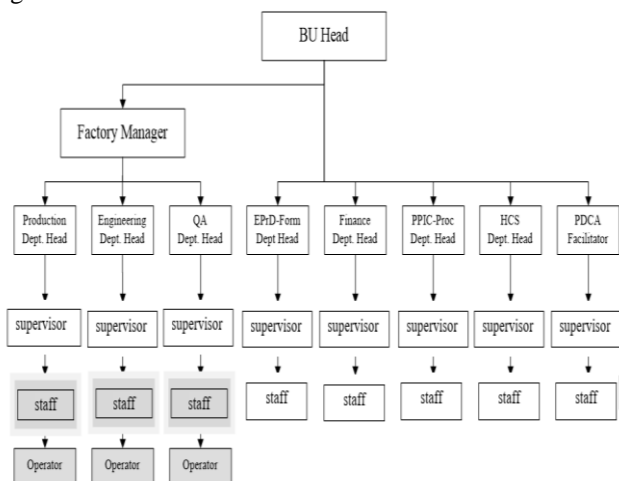 BU Head
Factory Manager
Production
Dept. Head
Engineering
Dept. Head
QA
Dept. Head
EPrD-Form
Dept Head
Finance
Dept. Head
PPIC-Proc
Dept. Head
HCS
Dept. Head
PDCA
Facilitator
supervisor
supervisor
supervisor
supervisor
supervisor
supervisor
supervisor
supervisor
staff
staff
staff
staff
staff
staff
staff
staff
Operator
Operator
Operator